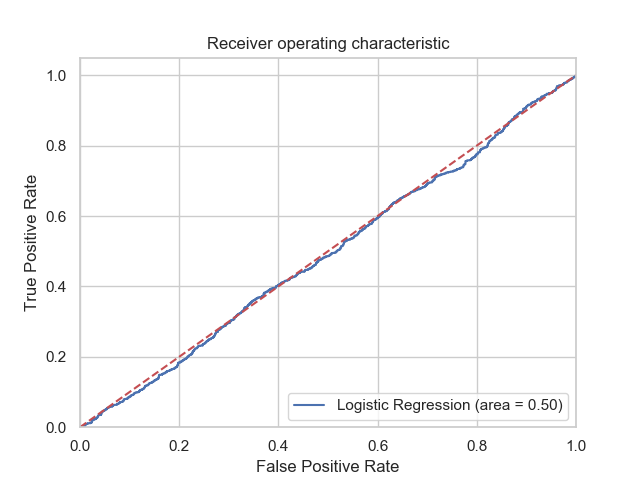 Receiver operating characteristic
True Positive Rate
1.0
0.8
0.6
0.4
0.2
0.0
Logistic Regression (area = 0.50)
0.0 0.2 0.4 0.6 0.8 1.0
False Positive Rate